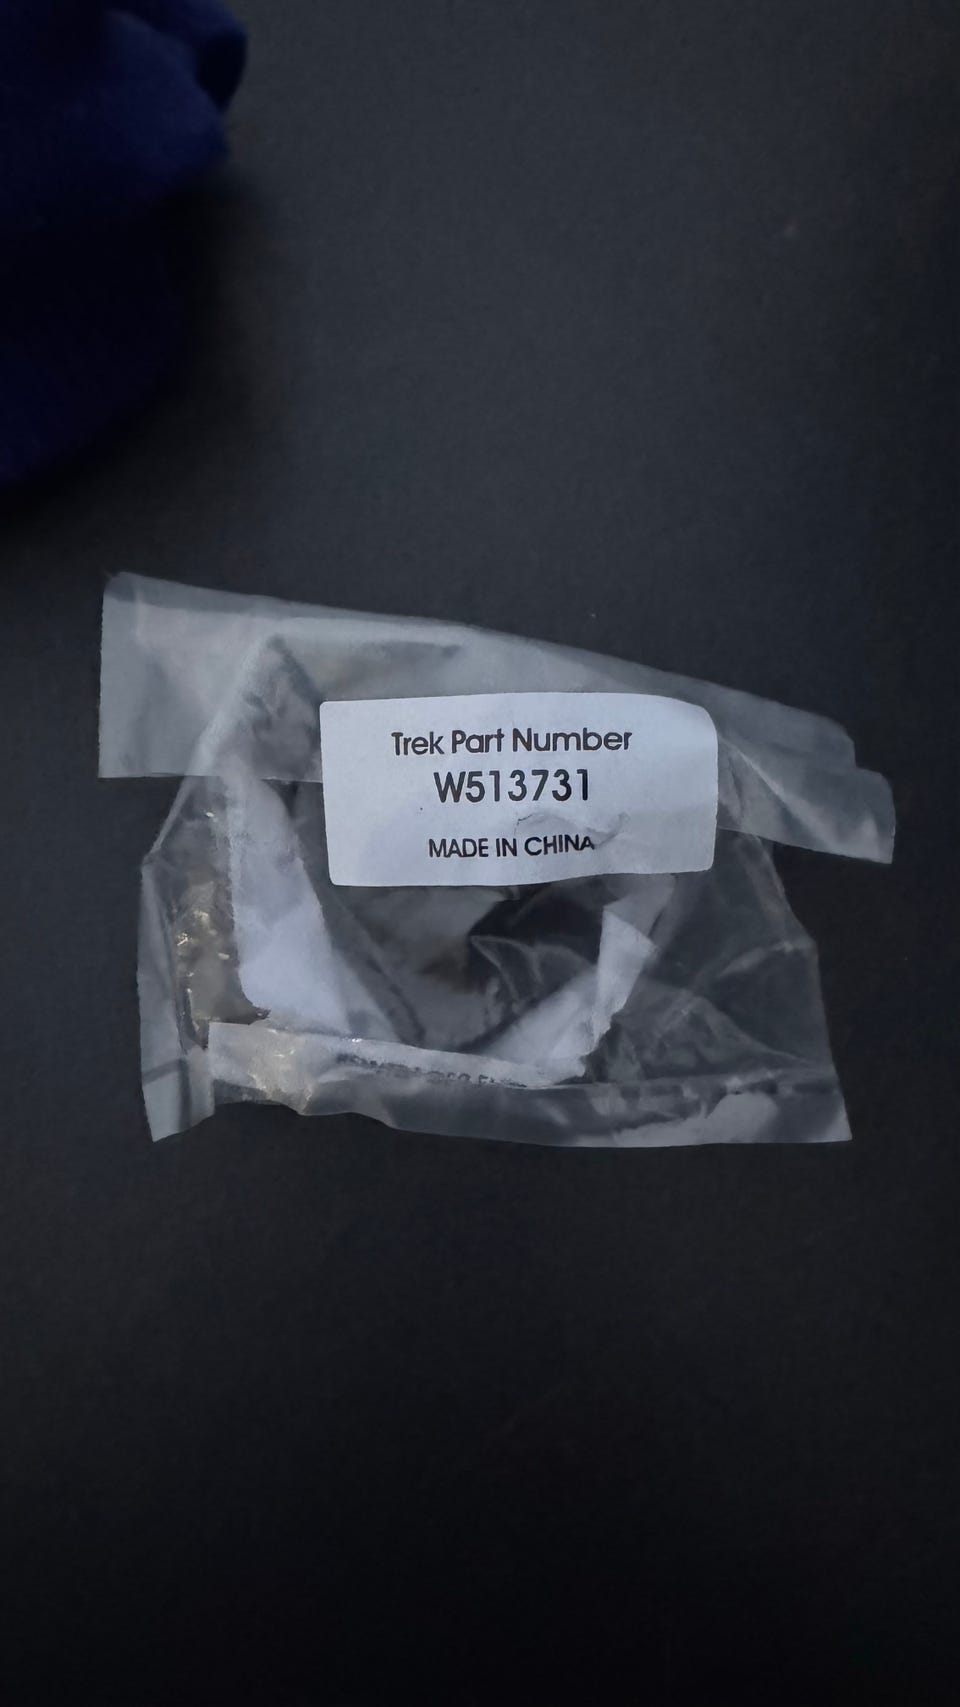 Trek Part Number
W513731
MADE IN CHINA